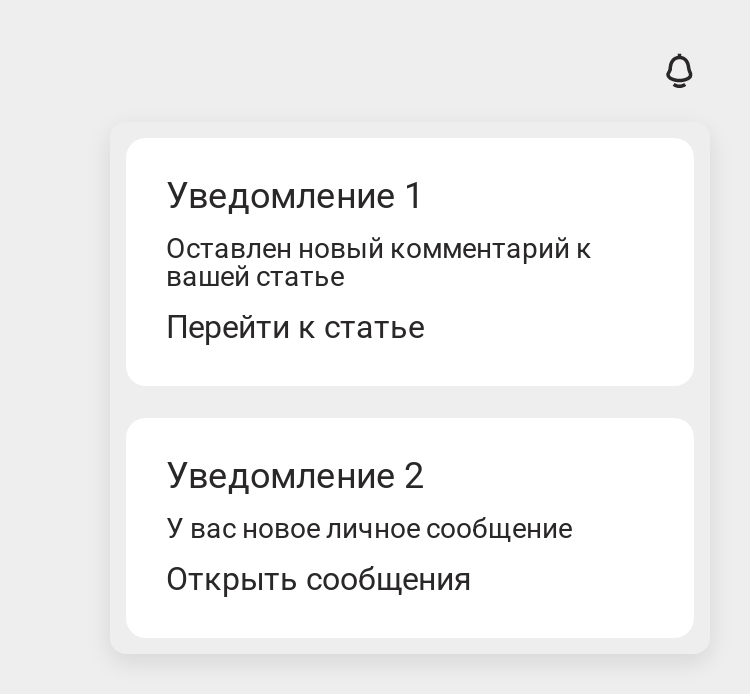 Уведомление 1
Оставлен новый комментарий к
вашей статье
Перейти к статье
Уведомление 2
У вас новое личное сообщение
Открыть сообщения